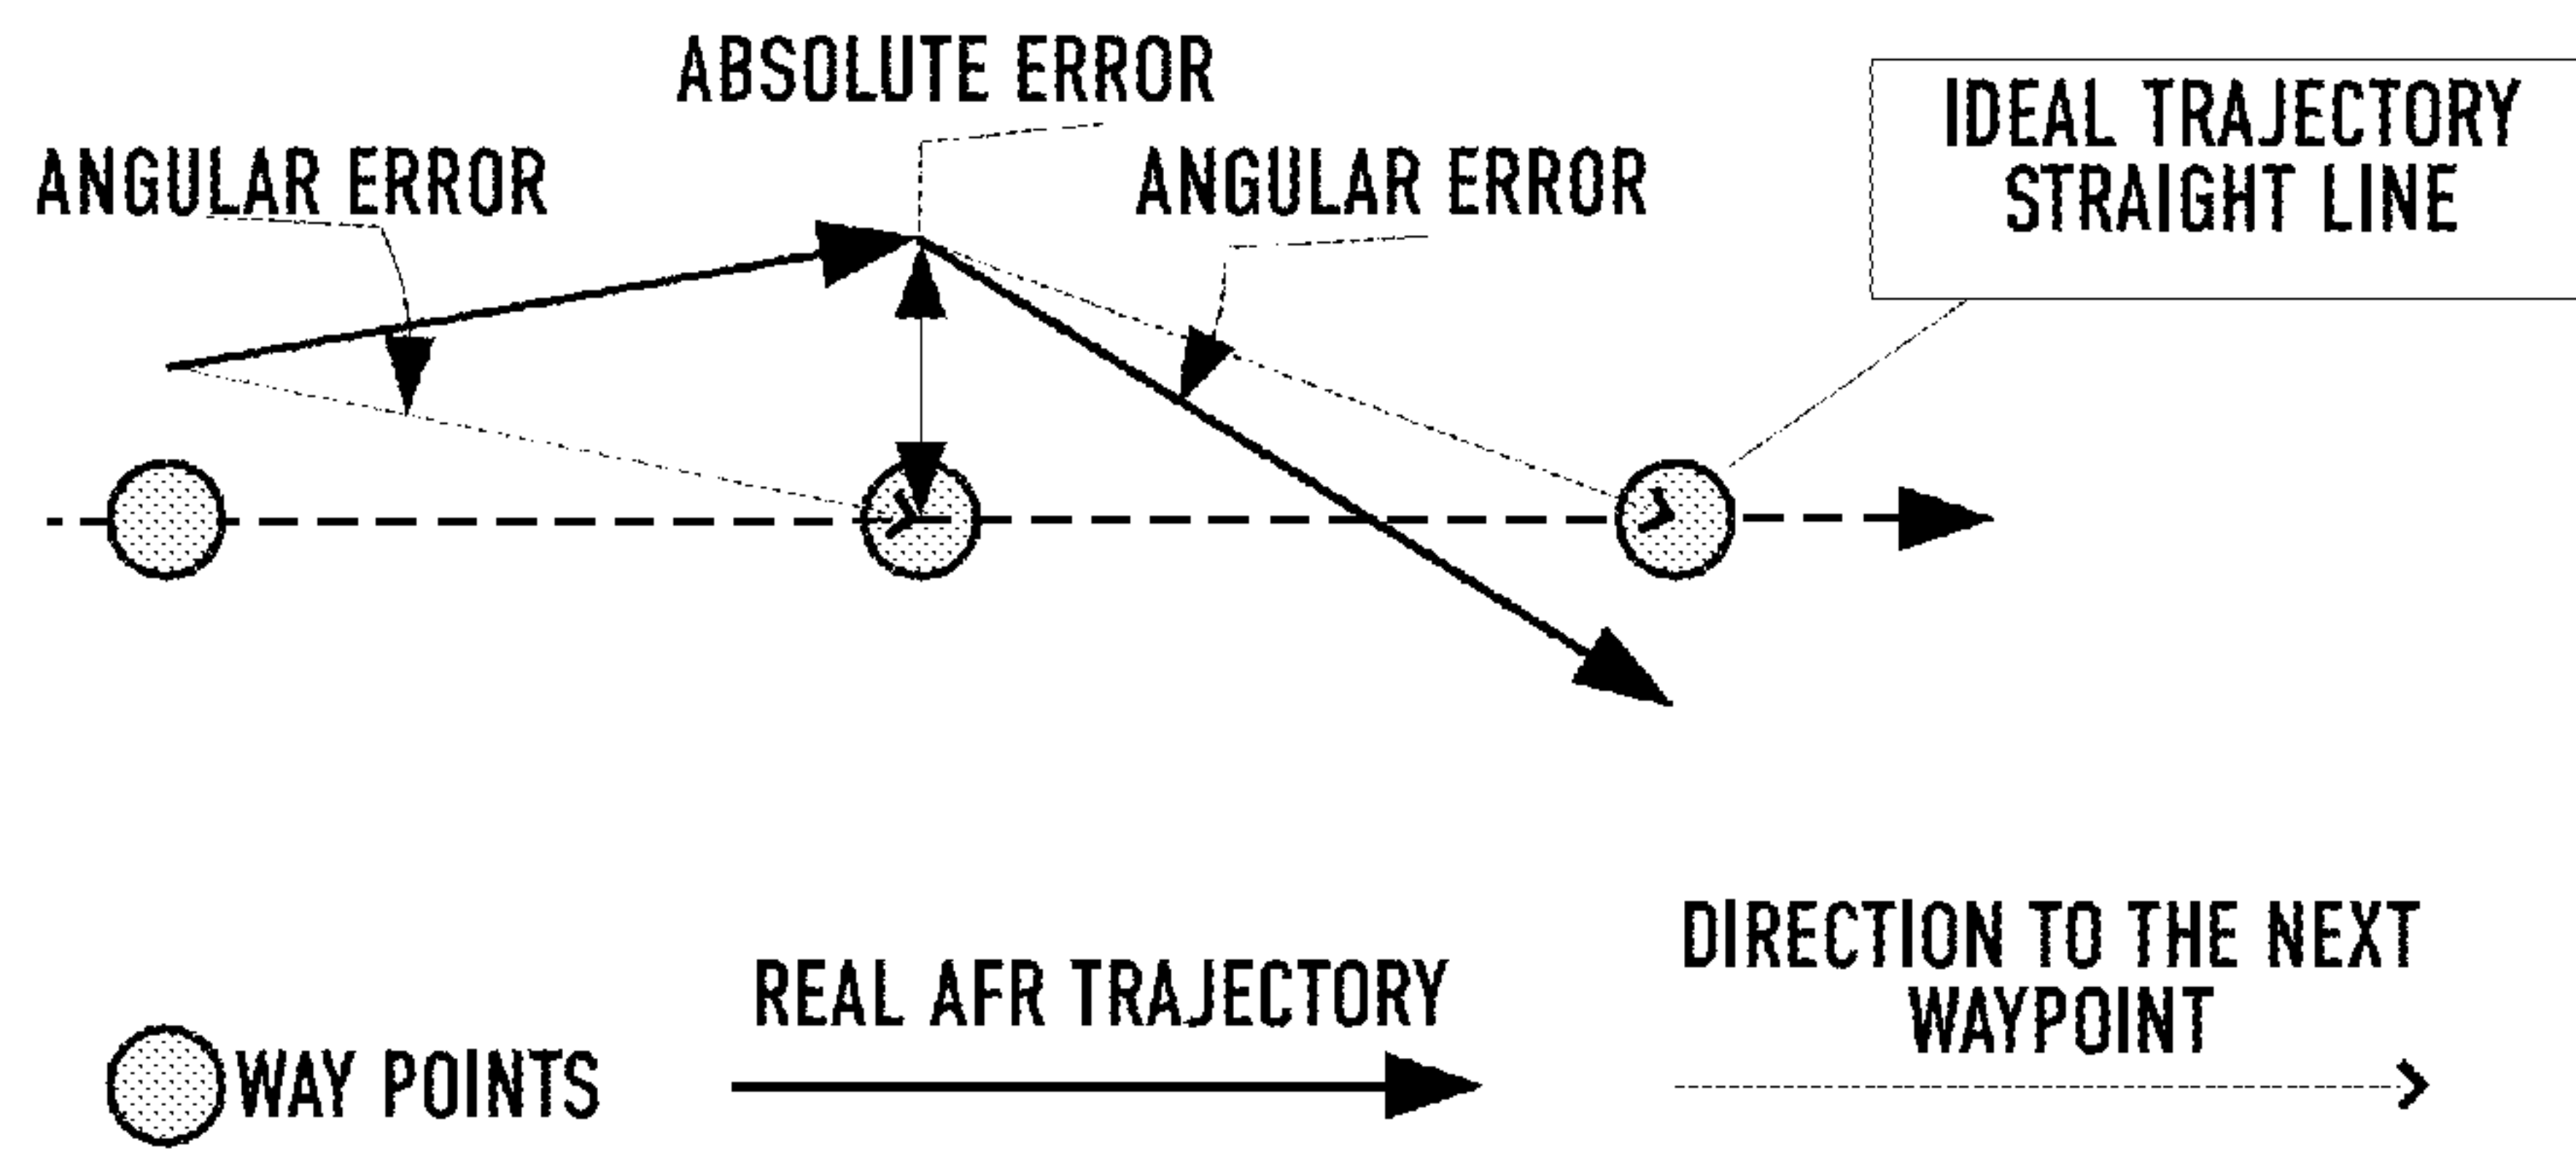 ABSOLUTE ERROR
ANGULAR ERROR
ANGULAR ERROR
IDEAL TRAJECTORY
STRAIGHT LINE
WAY POINTS
REAL AFR TRAJECTORY
DIRECTION TO THE NEXT
WAYPOINT